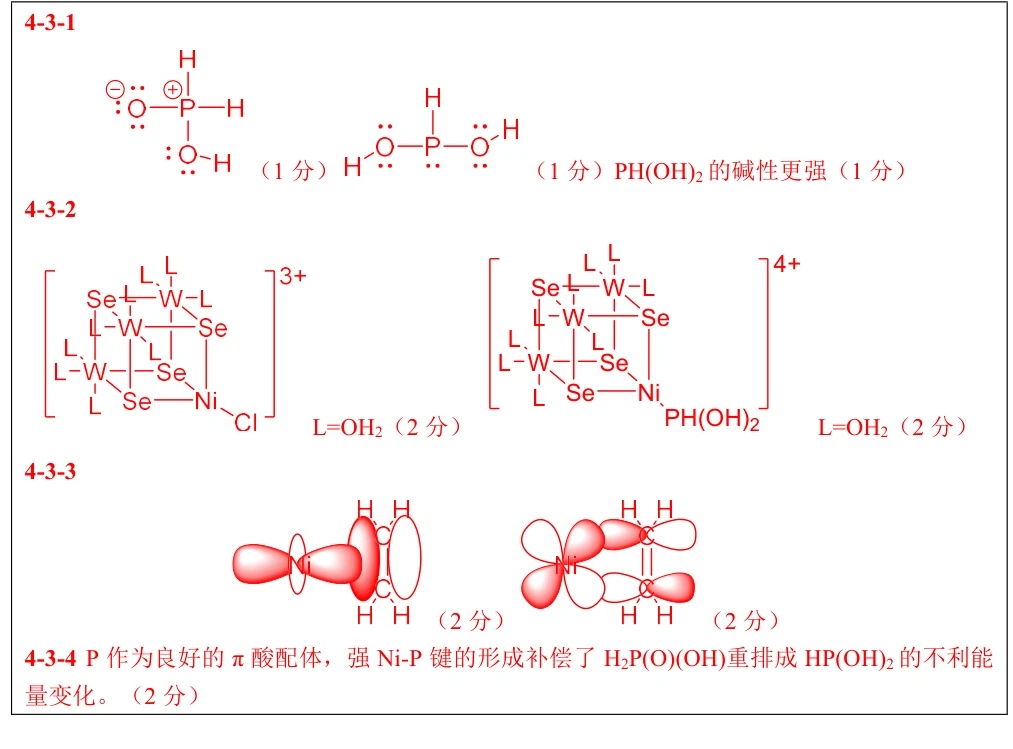 4-3-1
H
⊖ ⊕
O P H
O H
（1 分）
H
H O P O H
（1 分）PH(OH)₂ 的碱性更强（1 分）
4-3-2
3+
L
L
Se W L
L
L W Se
L
L
L W Se
L Se Ni
Cl
L=OH₂（2 分）
4+
L
L
Se W L
L
L W Se
L
L
L W Se
L Se Ni
PH(OH)₂
L=OH₂（2 分）
4-3-3
H H
C
Ni
C
H H
（2 分）
H H
C
Ni
C
H H
（2 分）
4-3-4 P 作为良好的 π 酸配体，强 Ni-P 键的形成补偿了 H₂P(O)(OH)重排成 HP(OH)₂ 的不利能
量变化。（2 分）